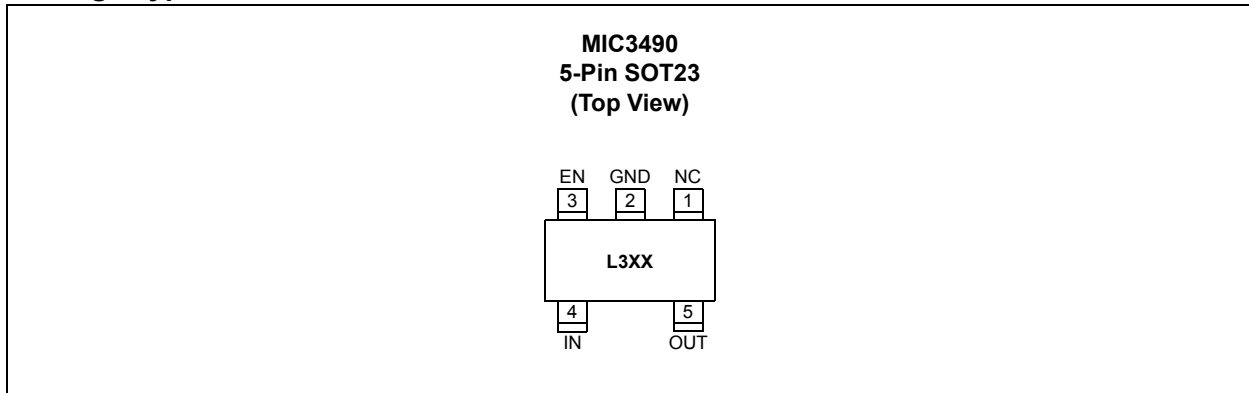 MIC3490
5-Pin SOT23
(Top View)
EN GND NC
3 2 1
L3XX
4 5
IN OUT